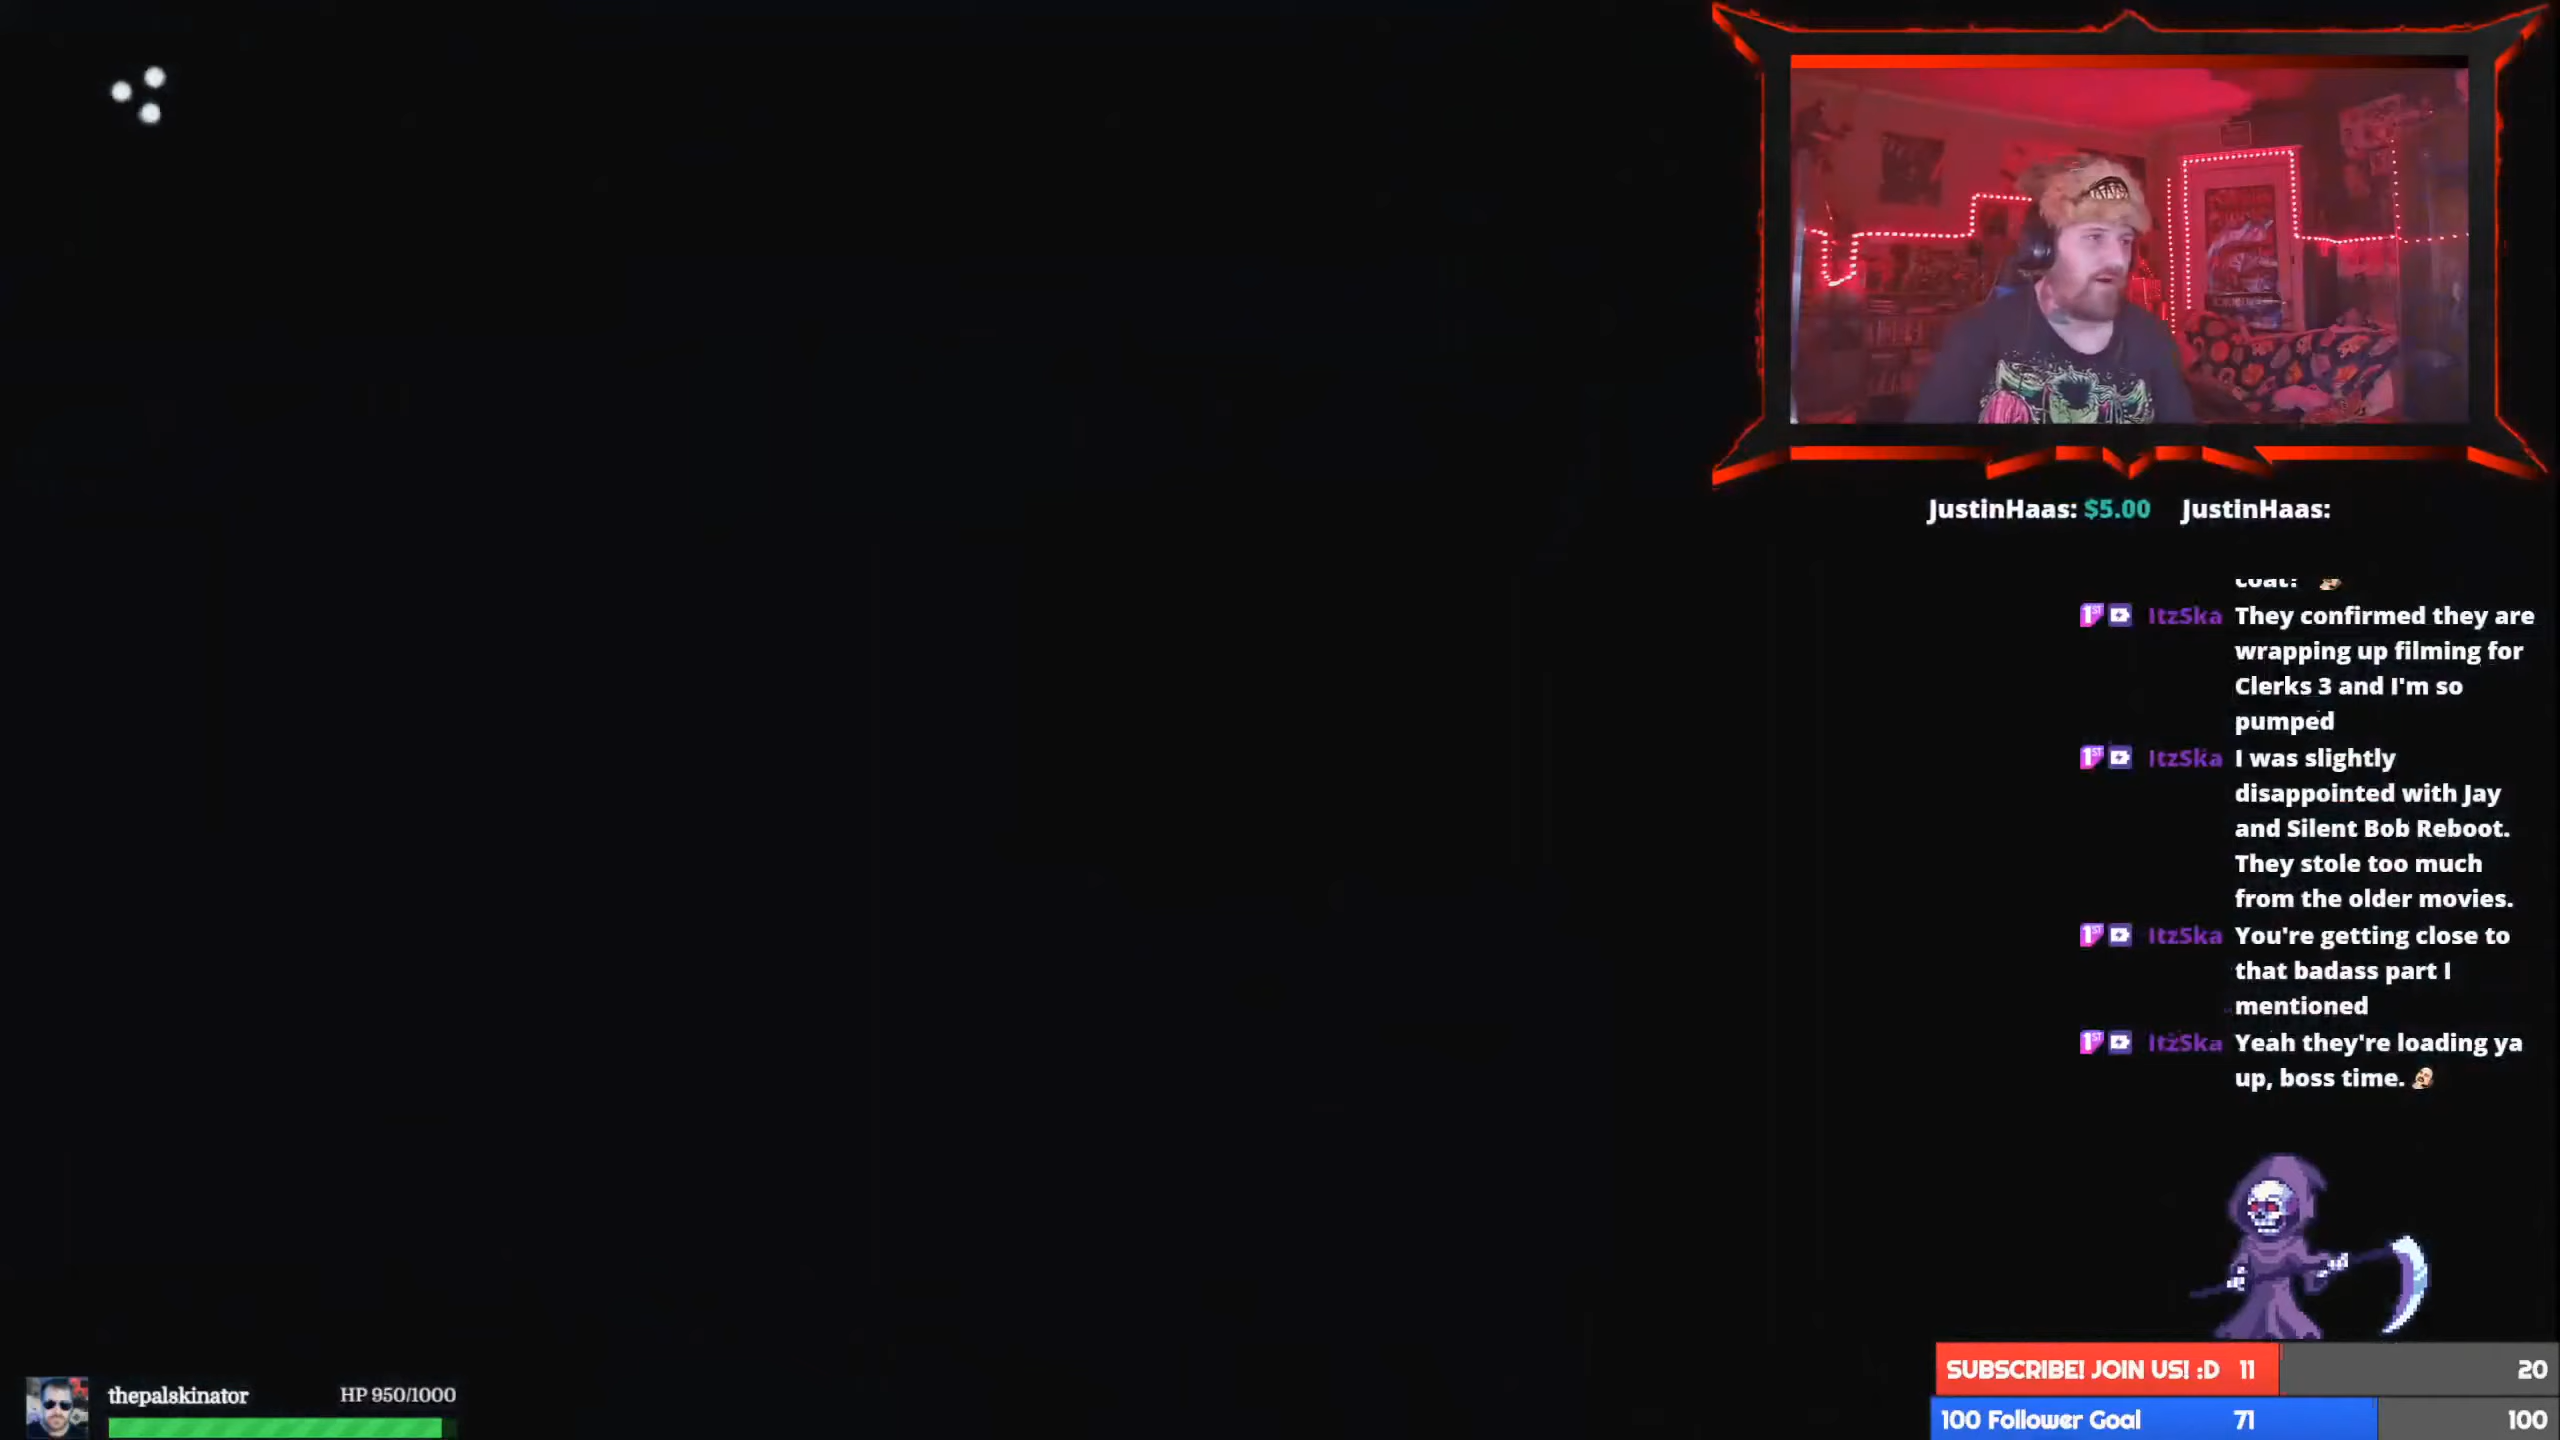 JustinHaas: $5.00 JustinHaas:
coat?
ItzSka They confirmed they are
wrapping up filming for
Clerks 3 and I'm so
pumped
ItzSka I was slightly
disappointed with Jay
and Silent Bob Reboot.
They stole too much
from the older movies.
ItzSka You're getting close to
that badass part I
mentioned
ItzSka Yeah they're loading ya
up, boss time.
thepalskinator HP 950/1000
SUBSCRIBE! JOIN US! :D 11 20
100 Follower Goal 71 100